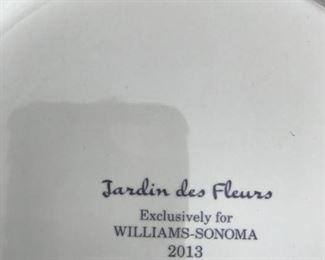 Jardin des Fleurs
Exclusively for
WILLIAMS-SONOMA
2013